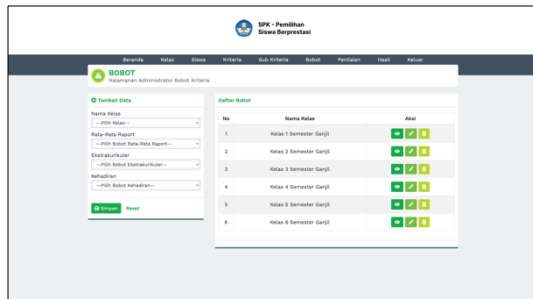 SPK - Pemilihan
Siswa Berprestasi
Beranda Kelas Siswa Kriteria Sub Kriteria Bobot Penilaian Hasil Keluar
BOBOT
Halamanan Administrator Bobot Kriteria
Tambah Data
Nama Kelas
--Pilih Kelas--
Rata-Rata Raport
--Pilih Bobot Rata-Rata Raport--
Ekstrakurikuler
--Pilih Bobot Ekstrakurikuler--
Kehadiran
--Pilih Bobot Kehadiran--
Simpan Reset
Daftar Bobot
No Nama Kelas Aksi
1 Kelas 1 Semester Ganjil
2 Kelas 2 Semester Ganjil
3 Kelas 3 Semester Ganjil
4 Kelas 4 Semester Ganjil
5 Kelas 5 Semester Ganjil
6 Kelas 6 Semester Ganjil